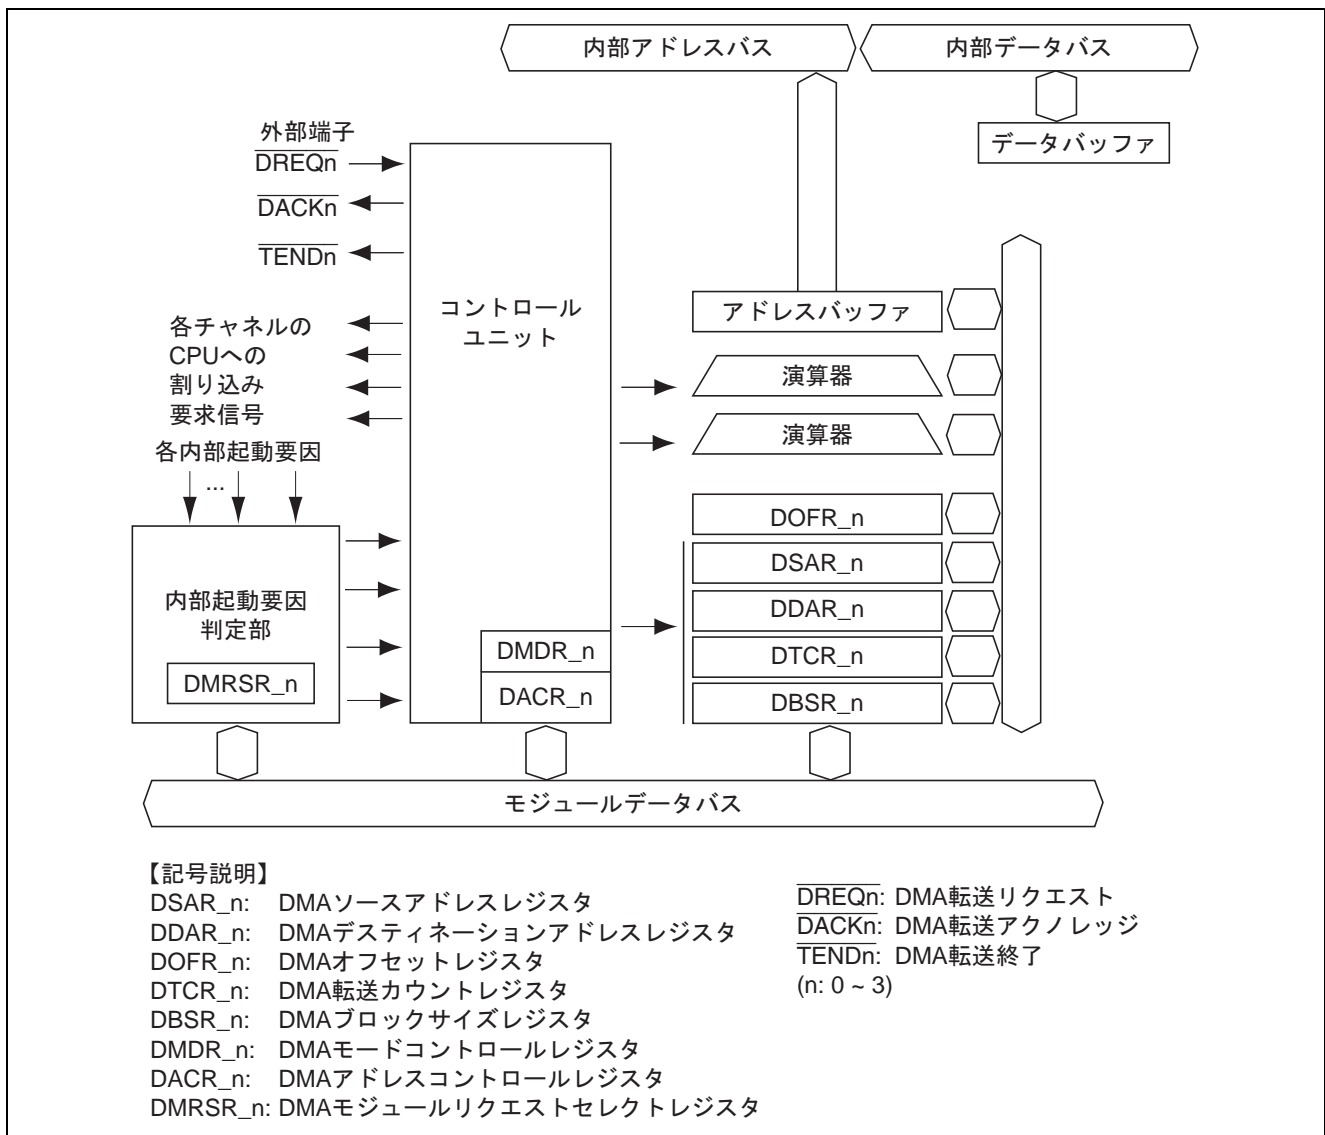 内部アドレスバス
内部データバス
データバッファ
外部端子
DREQn
DACKn
TENDn
コントロール
ユニット
アドレスバッファ
各チャネルの
CPUへの
割り込み
要求信号
演算器
演算器
各内部起動要因
...
DOFR_n
DSAR_n
DDAR_n
DTCR_n
DBSR_n
内部起動要因
判定部
DMRSR_n
DMDR_n
DACR_n
モジュールデータバス
【記号説明】
DSAR_n: DMAソースアドレスレジスタ
DDAR_n: DMAデスティネーションアドレスレジスタ
DOFR_n: DMAオフセットレジスタ
DTCR_n: DMA転送カウントレジスタ
DBSR_n: DMAブロックサイズレジスタ
DMDR_n: DMAモードコントロールレジスタ
DACR_n: DMAアドレスコントロールレジスタ
DMRSR_n: DMAモジュールリクエストセレクトレジスタ
DREQn: DMA転送リクエスト
DACKn: DMA転送アクノレッジ
TENDn: DMA転送終了
(n: 0 ~ 3)